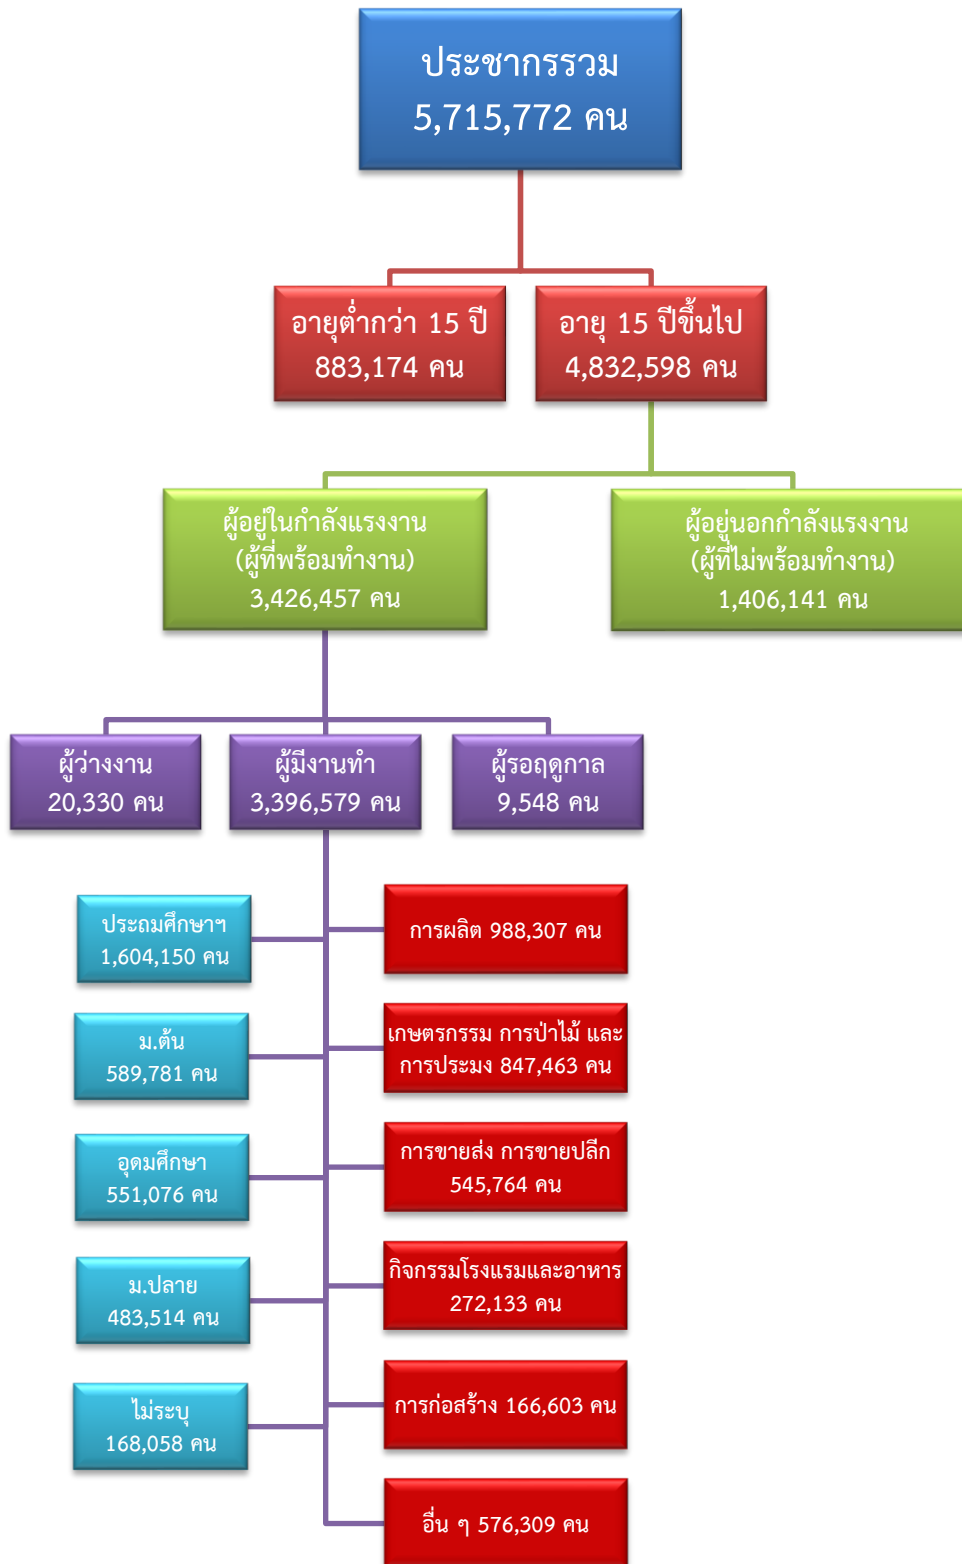 ประชากรรวม
5,715,772 คน
อายุต่ำกว่า 15 ปี
883,174 คน
อายุ 15 ปีขึ้นไป
4,832,598 คน
ผู้อยู่ในกำลังแรงงาน
(ผู้ที่พร้อมทำงาน)
3,426,457 คน
ผู้อยู่นอกกำลังแรงงาน
(ผู้ที่ไม่พร้อมทำงาน)
1,406,141 คน
ผู้ว่างงาน
20,330 คน
ผู้มีงานทำ
3,396,579 คน
ผู้รอฤดูกาล
9,548 คน
ประถมศึกษาฯ
1,604,150 คน
ม.ต้น
589,781 คน
อุดมศึกษา
551,076 คน
ม.ปลาย
483,514 คน
ไม่ระบุ
168,058 คน
การผลิต 988,307 คน
เกษตรกรรม การป่าไม้ และ
การประมง 847,463 คน
การขายส่ง การขายปลีก
545,764 คน
กิจกรรมโรงแรมและอาหาร
272,133 คน
การก่อสร้าง 166,603 คน
อื่น ๆ 576,309 คน